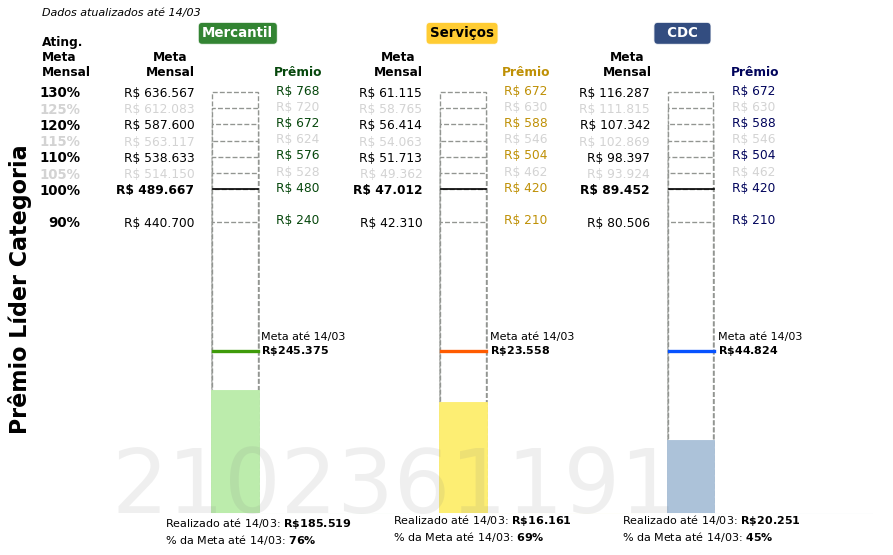 Dados atualizados até 14/03
Mercantil Serviços CDC
Ating.
Meta
Mensal
Meta
Mensal Prêmio Meta
Mensal Prêmio Meta
Mensal Prêmio
130% R$ 636.567 R$ 768 R$ 61.115 R$ 672 R$ 116.287 R$ 672
125% R$ 612.083 R$ 720 R$ 58.765 R$ 630 R$ 111.815 R$ 630
120% R$ 587.600 R$ 672 R$ 56.414 R$ 588 R$ 107.342 R$ 588
115% R$ 563.117 R$ 624 R$ 54.063 R$ 546 R$ 102.869 R$ 546
110% R$ 538.633 R$ 576 R$ 51.713 R$ 504 R$ 98.397 R$ 504
105% R$ 514.150 R$ 528 R$ 49.362 R$ 462 R$ 93.924 R$ 462
100% R$ 489.667 R$ 480 R$ 47.012 R$ 420 R$ 89.452 R$ 420
90% R$ 440.700 R$ 240 R$ 42.310 R$ 210 R$ 80.506 R$ 210
Prêmio Líder Categoria
Meta até 14/03 Meta até 14/03 Meta até 14/03
R$245.375 R$23.558 R$44.824
2102361191
Realizado até 14/03: R$185.519 Realizado até 14/03: R$16.161 Realizado até 14/03: R$20.251
% da Meta até 14/03: 76% % da Meta até 14/03: 69% % da Meta até 14/03: 45%